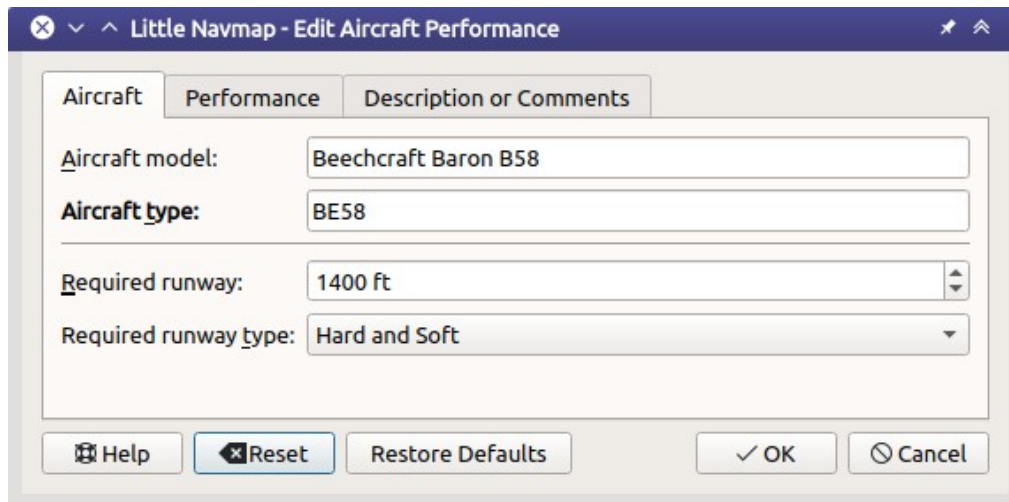 Little Navmap - Edit Aircraft Performance
Aircraft Performance Description or Comments
Aircraft model: Beechcraft Baron B58
Aircraft type: BE58
Required runway: 1400 ft
Required runway type: Hard and Soft
Help Reset Restore Defaults OK Cancel